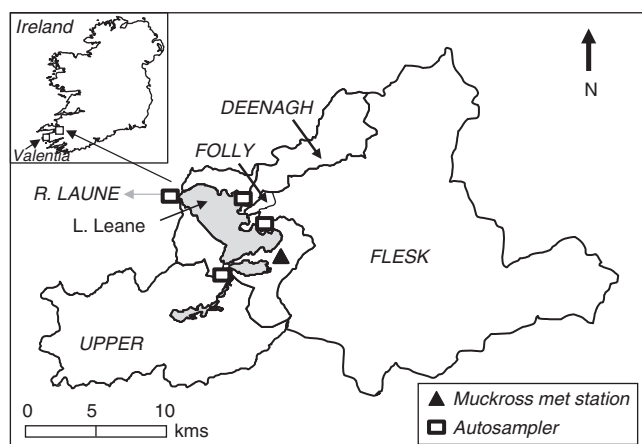 Ireland
Valentia
N
DEENAGH
FOLLY
R. LAUNE
L. Leane
FLESK
UPPER
Muckross met station
Autosampler
0 5 10
kms